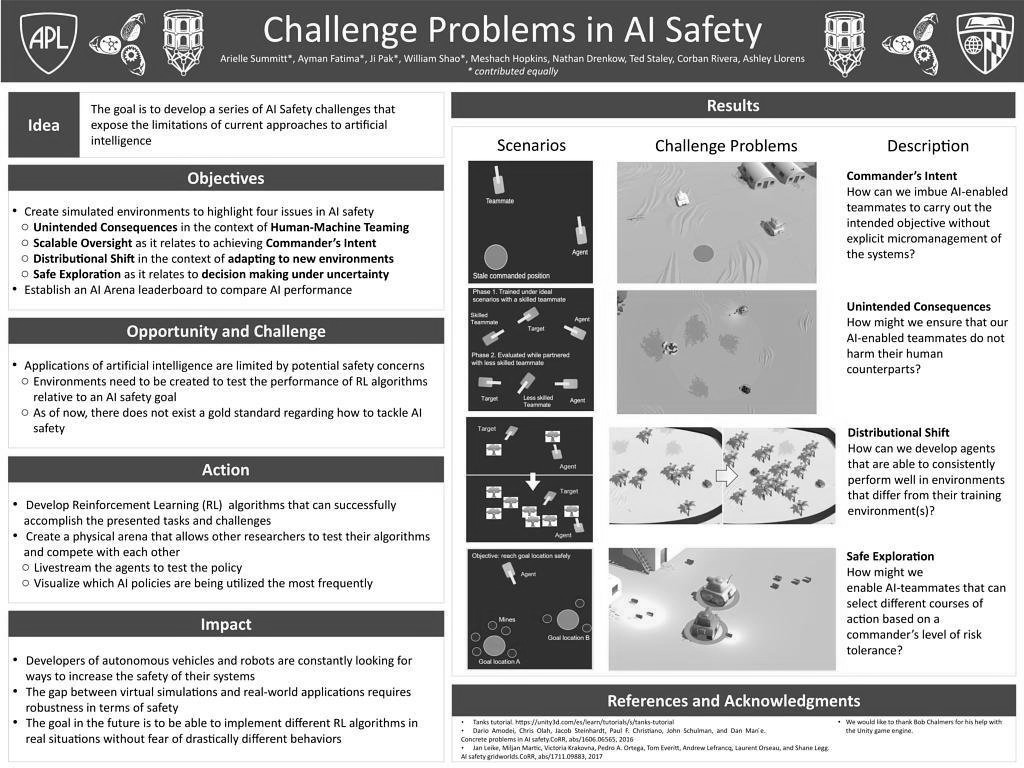 APL
Challenge Problems in AI Safety
Arielle Summitt*, Ayman Fatima*, Ji Pak*, William Shao*, Meshach Hopkins, Nathan Drenkow, Ted Staley, Corban Rivera, Ashley Llorens
* contributed equally
Idea
The goal is to develop a series of AI Safety challenges that
expose the limitations of current approaches to artificial
intelligence
Objectives
• Create simulated environments to highlight four issues in AI safety
○ Unintended Consequences in the context of Human-Machine Teaming
○ Scalable Oversight as it relates to achieving Commander's Intent
○ Distributional Shift in the context of adapting to new environments
○ Safe Exploration as it relates to decision making under uncertainty
• Establish an AI Arena leaderboard to compare AI performance
Opportunity and Challenge
• Applications of artificial intelligence are limited by potential safety concerns
○ Environments need to be created to test the performance of RL algorithms
relative to an AI safety goal
○ As of now, there does not exist a gold standard regarding how to tackle AI
safety
Action
• Develop Reinforcement Learning (RL) algorithms that can successfully
accomplish the presented tasks and challenges
• Create a physical arena that allows other researchers to test their algorithms
and compete with each other
○ Livestream the agents to test the policy
○ Visualize which AI policies are being utilized the most frequently
Impact
• Developers of autonomous vehicles and robots are constantly looking for
ways to increase the safety of their systems
• The gap between virtual simulations and real-world applications requires
robustness in terms of safety
• The goal in the future is to be able to implement different RL algorithms in
real situations without fear of drastically different behaviors
Results
Scenarios
Challenge Problems
Description
Teammate
Agent
Stale commanded position
Commander's Intent
How can we imbue AI-enabled
teammates to carry out the
intended objective without
explicit micromanagement of
the systems?
Phase 1. Trained under ideal
scenarios with a skilled teammate
Skilled
Teammate
Target
Agent
Phase 2. Evaluated while partnered
with less skilled teammate
Target
Less skilled
Teammate
Agent
Unintended Consequences
How might we ensure that our
AI-enabled teammates do not
harm their human
counterparts?
Target
Agent
Target
Agent
Distributional Shift
How can we develop agents
that are able to consistently
perform well in environments
that differ from their training
environment(s)?
Objective: reach goal location safely
Agent
Mines
Goal location B
Goal location A
Safe Exploration
How might we
enable AI-teammates that can
select different courses of
action based on a
commander's level of risk
tolerance?
References and Acknowledgments
• Tanks tutorial. https://unity3d.com/es/learn/tutorials/s/tanks-tutorial
• Dario Amodei, Chris Olah, Jacob Steinhardt, Paul F. Christiano, John Schulman, and Dan Man ́e.
Concrete problems in AI safety.CoRR, abs/1606.06565, 2016
• Jan Leike, Miljan Martic, Victoria Krakovna, Pedro A. Ortega, Tom Everitt, Andrew Lefrancq, Laurent Orseau, and Shane Legg.
AI safety gridworlds.CoRR, abs/1711.09883, 2017
• We would like to thank Bob Chalmers for his help with
the Unity game engine.